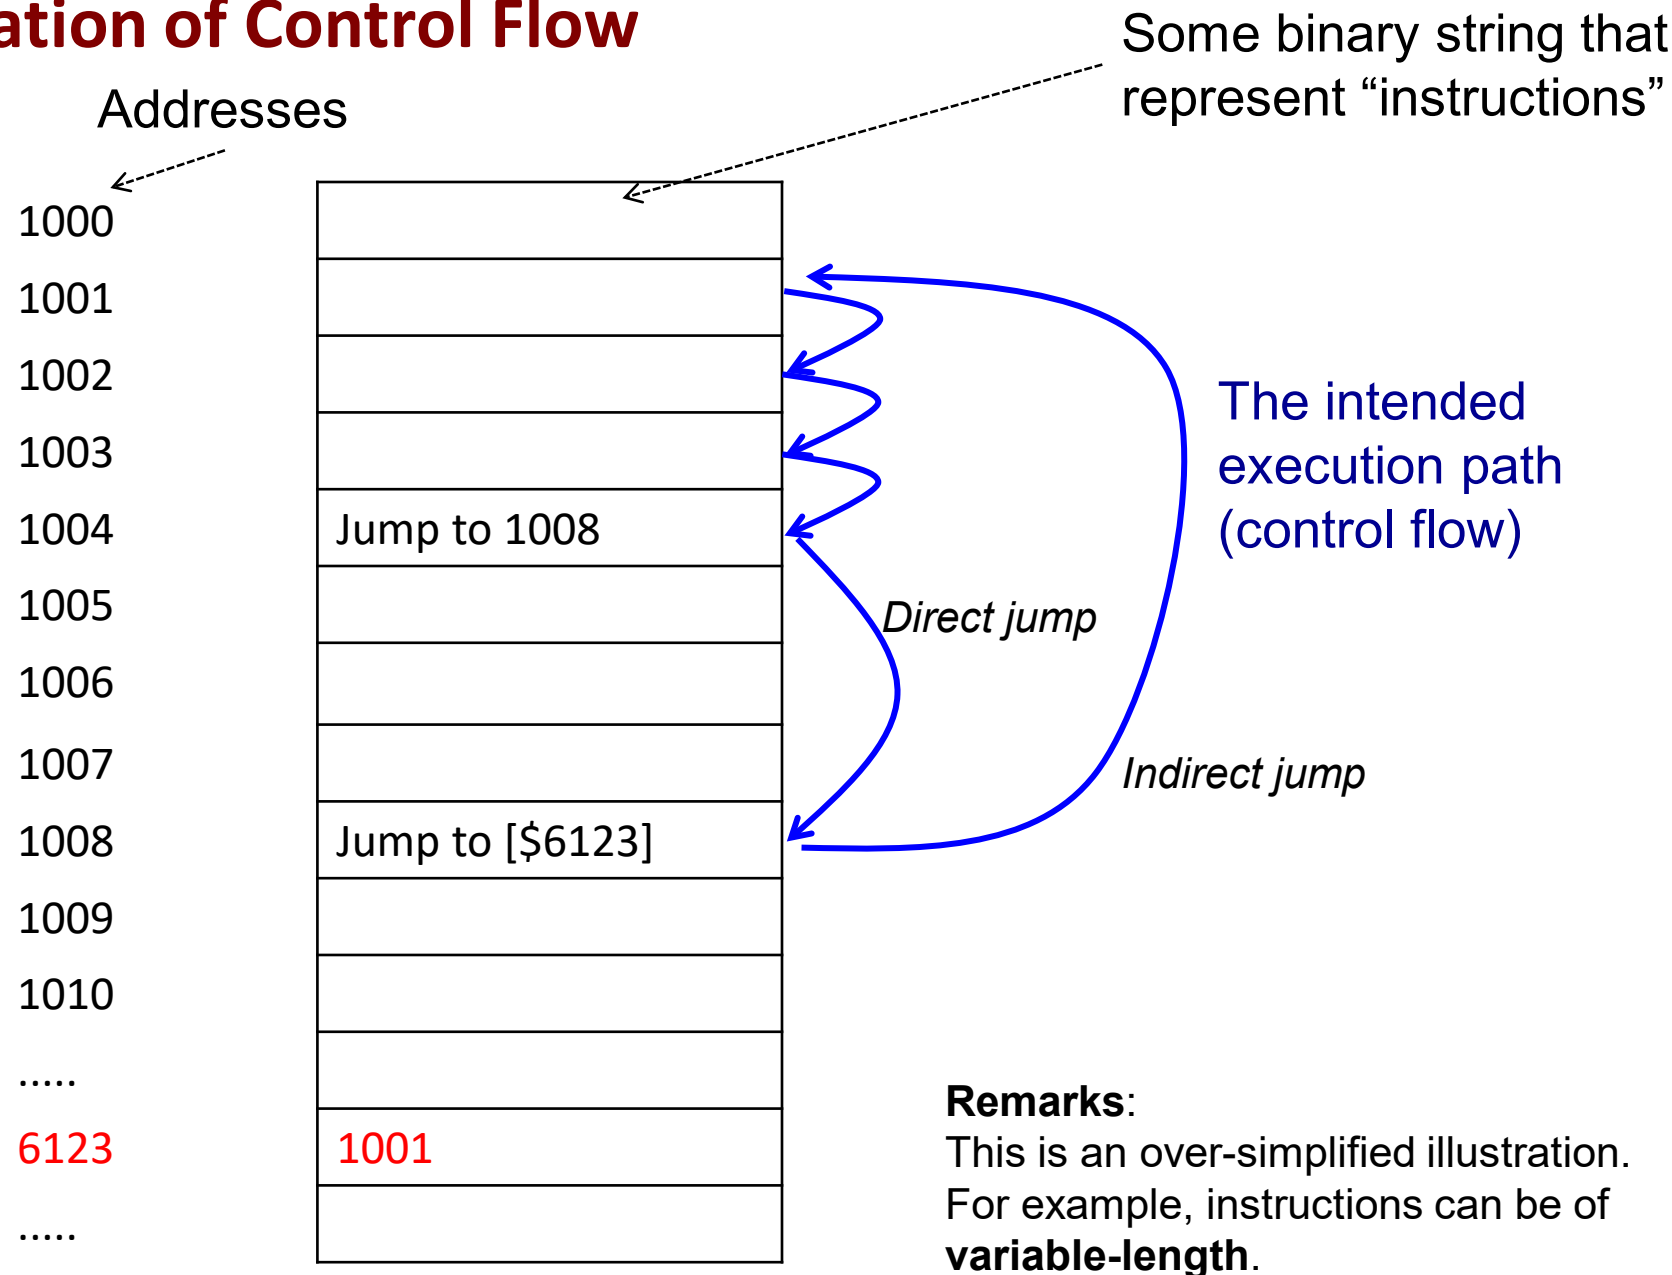 ation of Control Flow
Some binary string that
represent “instructions”
Addresses
1000
1001
1002
1003
1004 Jump to 1008
1005
1006
1007
1008 Jump to [$6123]
1009
1010
.....
6123 1001
.....
The intended
execution path
(control flow)
Direct jump
Indirect jump
Remarks:
This is an over-simplified illustration.
For example, instructions can be of
variable-length.